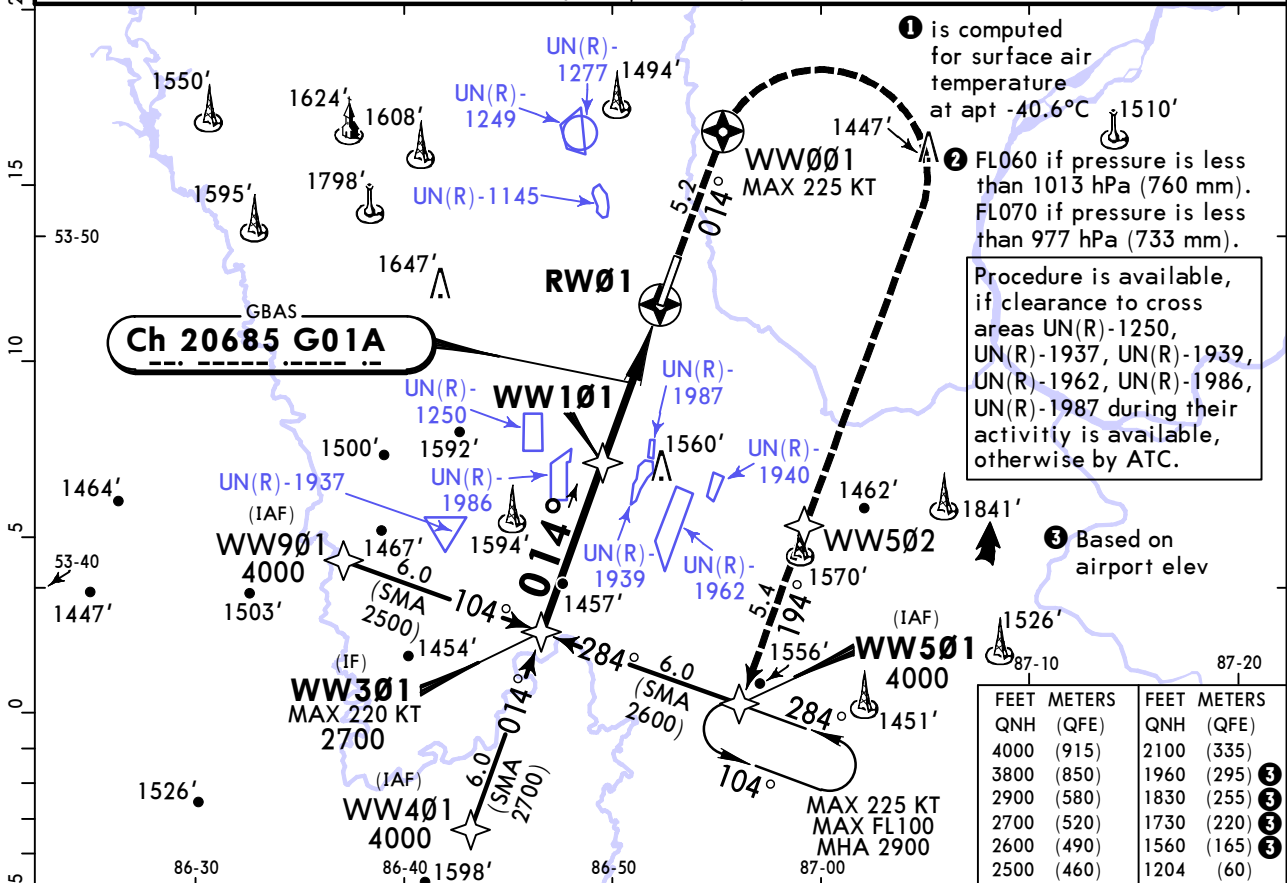 ❶ is computed
for surface air
temperature
at apt -40.6°C
1510'
UN(R)-
1277
1494'
1550'
1624'
1608'
UN(R)-
1249
1447'
WWØØ1
MAX 225 KT
❷ FL060 if pressure is less
than 1013 hPa (760 mm).
FL070 if pressure is less
than 977 hPa (733 mm).
15
1595'
1798'
UN(R)-1145
5.2
014°
53-50
1647'
RWØ1
Procedure is available,
if clearance to cross
areas UN(R)-1250,
UN(R)-1937, UN(R)-1939,
UN(R)-1962, UN(R)-1986,
UN(R)-1987 during their
activitiy is available,
otherwise by ATC.
GBAS
Ch 20685 G01A
10
UN(R)-
1250
WW1Ø1
UN(R)-
1987
1500'
1592'
1560'
UN(R)-
1940
1464'
UN(R)-1937
UN(R)-
1986
1462'
1841'
(IAF)
WW9Ø1
4000
1467'
1594'
014°
UN(R)-
1939
UN(R)-
1962
WW5Ø2
1570'
❸ Based on
airport elev
5
53-40
1447'
1503'
6.0
104°
(SMA
2500)
1457'
5.4
194°
1454'
(IF)
WW3Ø1
MAX 220 KT
2700
284°
6.0
(SMA
2600)
1556'
(IAF)
WW5Ø1
4000
1526'
87-10
87-20
0
014°
6.0
(SMA
2700)
284°
1451'
104°
1526'
(IAF)
WW4Ø1
4000
MAX 225 KT
MAX FL100
MHA 2900
1598'
86-30
86-40
86-50
87-00
5
FEET METERS FEET METERS
QNH (QFE) QNH (QFE)
4000 (915) 2100 (335)
3800 (850) 1960 (295) ❸
2900 (580) 1830 (255) ❸
2700 (520) 1730 (220) ❸
2600 (490) 1560 (165) ❸
2500 (460) 1204 (60)